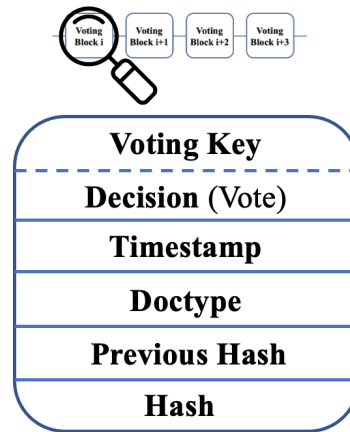 Voting
Block i
Voting
Block i+1
Voting
Block i+2
Voting
Block i+3
Voting Key
Decision (Vote)
Timestamp
Doctype
Previous Hash
Hash